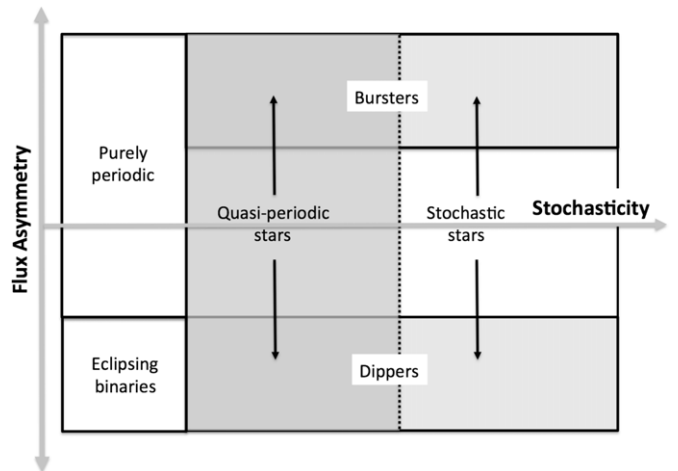 Bursters
Purely
periodic
Flux Asymmetry
Quasi-periodic
stars
Stochastic
stars
Stochasticity
Eclipsing
binaries
Dippers